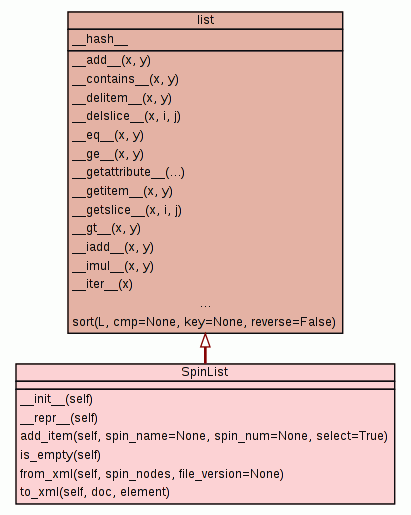 list
__hash__
__add__(x, y)
__contains__(x, y)
__delitem__(x, y)
__delslice__(x, i, j)
__eq__(x, y)
__ge__(x, y)
__getattribute__(...)
__getitem__(x, y)
__getslice__(x, i, j)
__gt__(x, y)
__iadd__(x, y)
__imul__(x, y)
__iter__(x)
...
sort(L, cmp=None, key=None, reverse=False)
SpinList
__init__(self)
__repr__(self)
add_item(self, spin_name=None, spin_num=None, select=True)
is_empty(self)
from_xml(self, spin_nodes, file_version=None)
to_xml(self, doc, element)